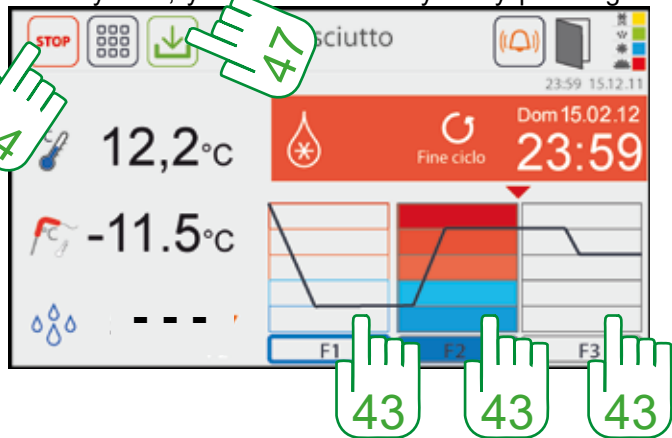 STOP
sciutto
23:59 15.12.11
Dom 15.02.12
Fine ciclo
23:59
12,2°C
-11.5°C
- - -
F1 F2 F3
47
4
43 43 43